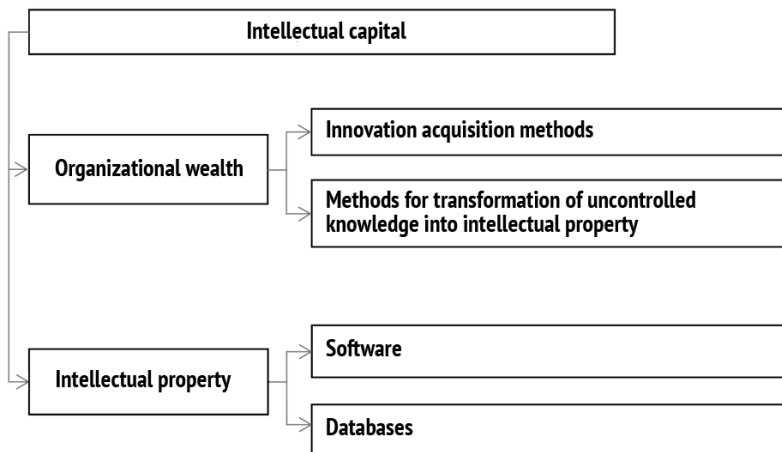 Intellectual capital
Organizational wealth
Innovation acquisition methods
Methods for transformation of uncontrolled
knowledge into intellectual property
Intellectual property
Software
Databases